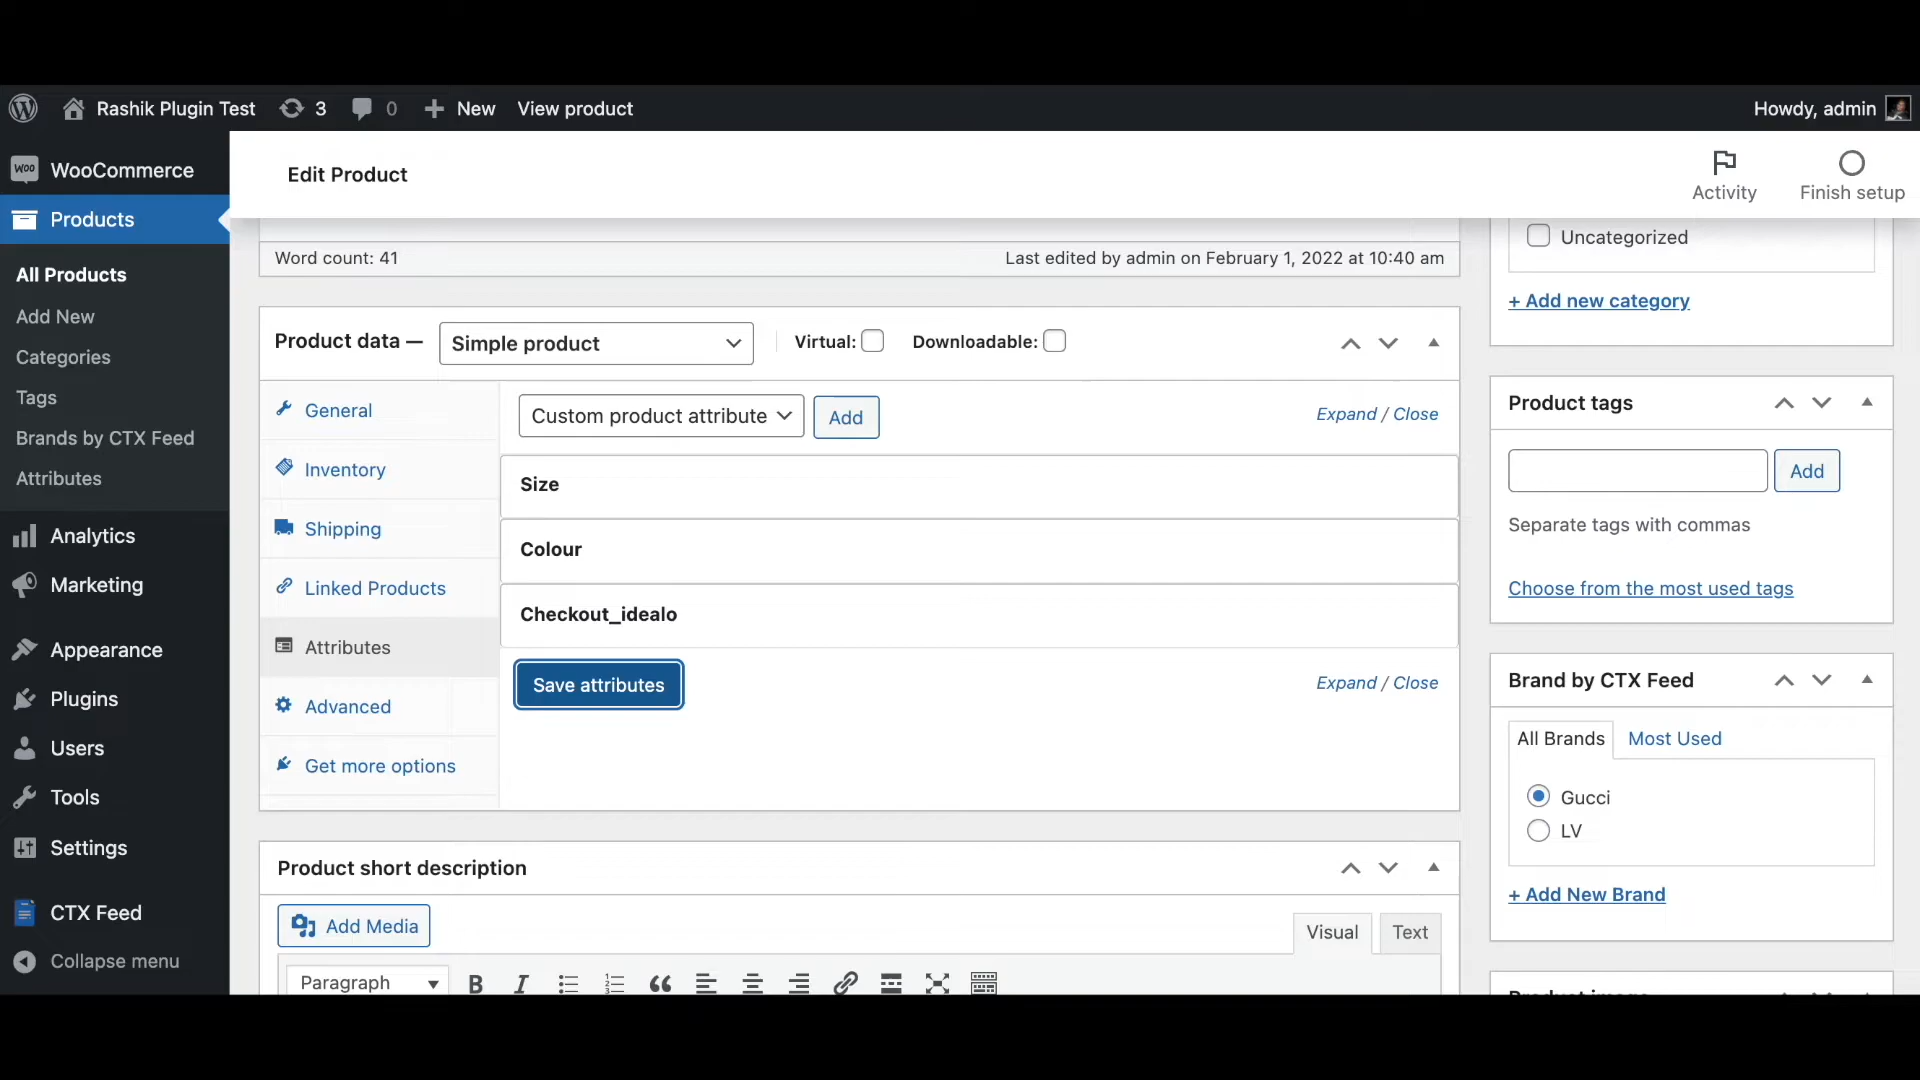 Rashik Plugin Test 3 0 New View product Howdy, admin
WooCommerce
Products
All Products
Add New
Categories
Tags
Brands by CTX Feed
Attributes
Analytics
Marketing
Appearance
Plugins
Users
Tools
Settings
CTX Feed
Collapse menu
Edit Product
Activity
Finish setup
Word count: 41
Last edited by admin on February 1, 2022 at 10:40 am
Product data — Simple product Virtual: Downloadable:
General
Inventory
Shipping
Linked Products
Attributes
Advanced
Get more options
Custom product attribute Add Expand / Close
Size
Colour
Checkout_idealo
Save attributes Expand / Close
Product short description
Add Media
Visual Text
Paragraph
Uncategorized
+ Add new category
Product tags
Add
Separate tags with commas
Choose from the most used tags
Brand by CTX Feed
All Brands Most Used
Gucci
LV
+ Add New Brand